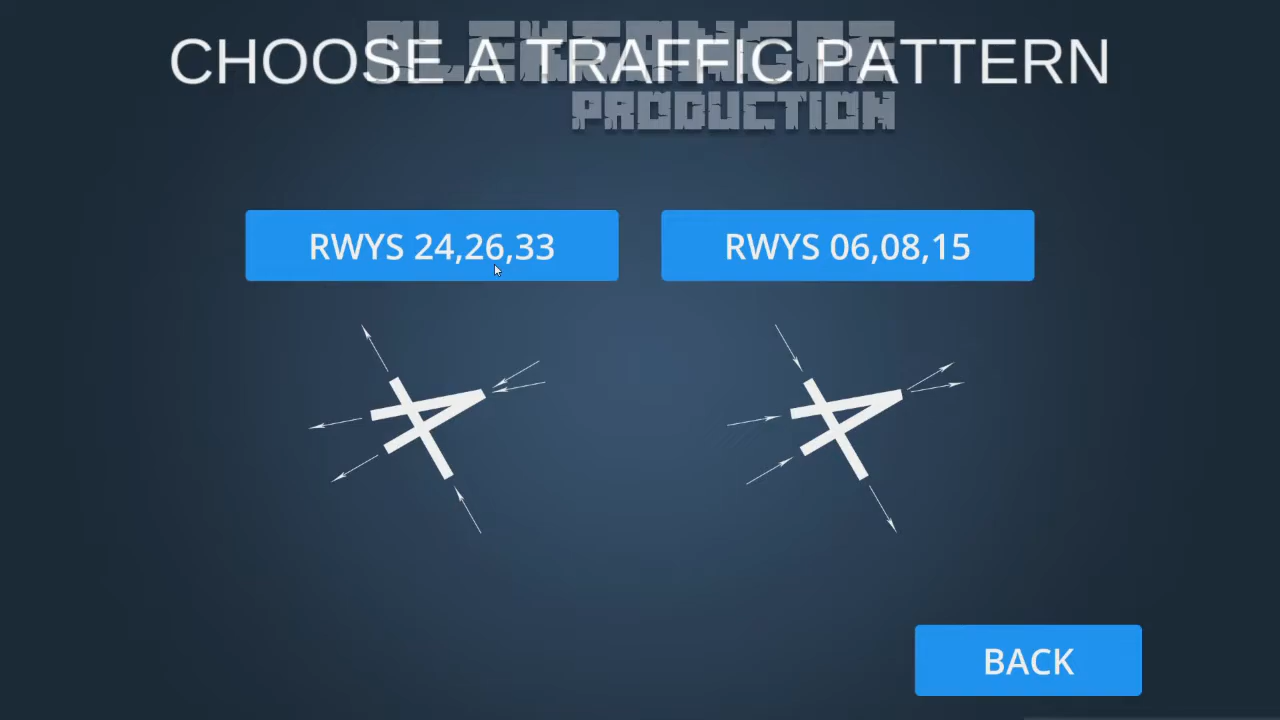 CHOOSE A TRAFFIC PATTERN
PRODUCTION
RWYS 24,26,33
RWYS 06,08,15
BACK